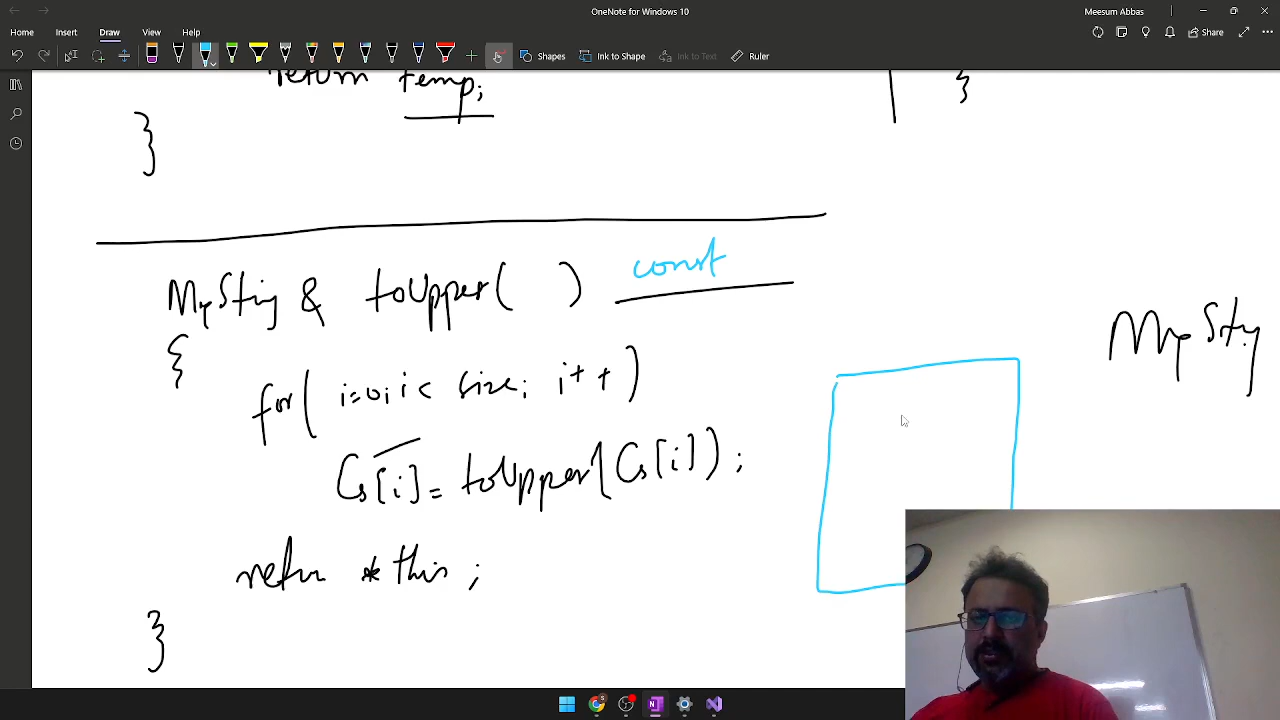 OneNote for Windows 10
Meesum Abbas
Home Insert Draw View Help
Shapes Ink to Shape Ink to Text Ruler Share
return temp;
}
}
const
MyString & toUpper( )
{
MyString
for( i=0; i< size; i++)
Cs[i] = toUpper(Cs[i]);
return *this;
}